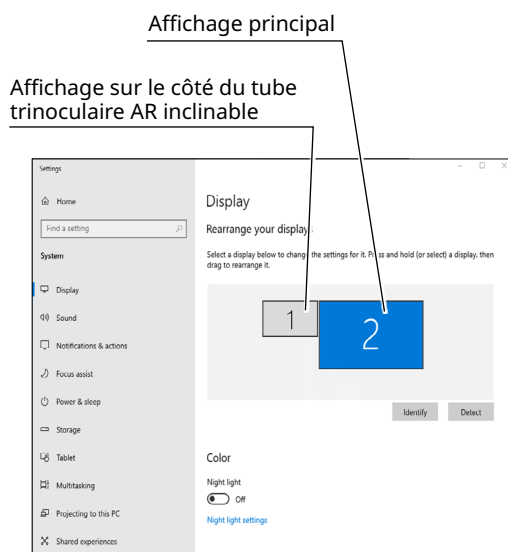 Affichage principal
Affichage sur le côté du tube
trinoculaire AR inclinable
Settings
Home
Find a setting
System
Display
Sound
Notifications & actions
Focus assist
Power & sleep
Storage
Tablet
Multitasking
Projecting to this PC
Shared experiences
Display
Rearrange your displays
Select a display below to change the settings for it. Press and hold (or select) a display, then
drag to rearrange it.
1
2
Identify
Detect
Color
Night light
Off
Night light settings